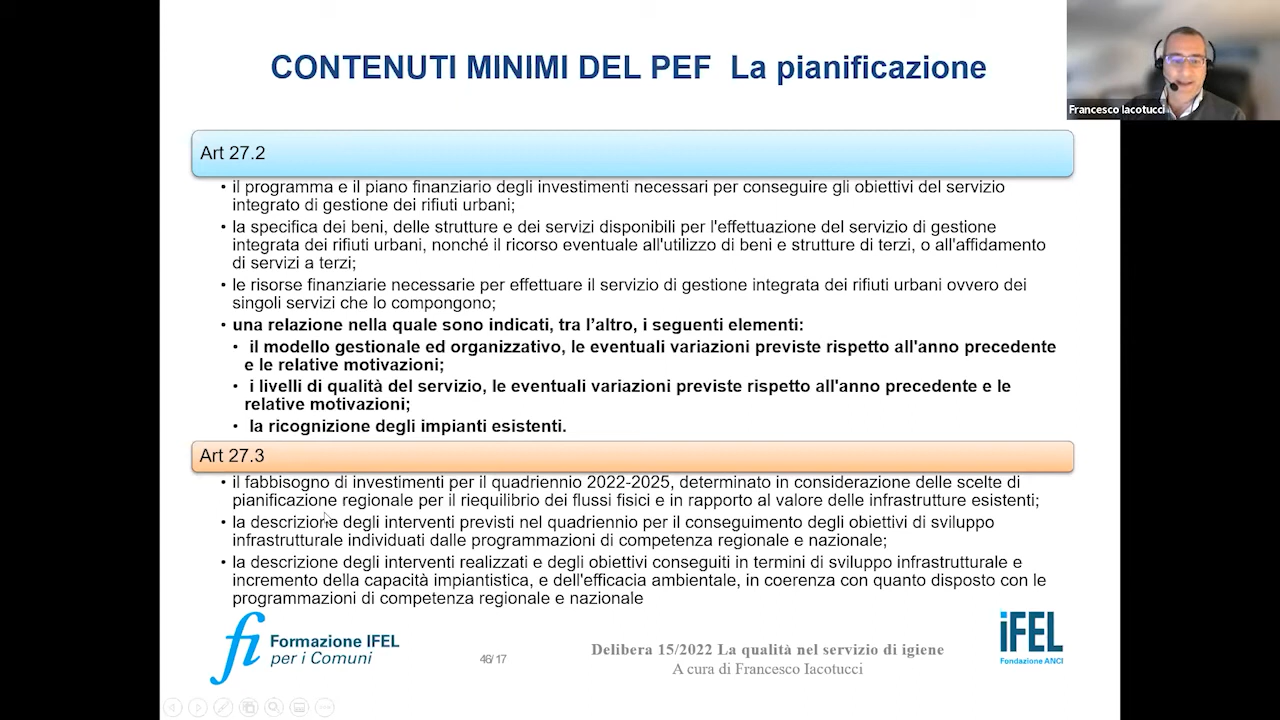 CONTENUTI MINIMI DEL PEF La pianificazione
Francesco Iacotucci
Art 27.2
• il programma e il piano finanziario degli investimenti necessari per conseguire gli obiettivi del servizio
integrato di gestione dei rifiuti urbani;
• la specifica dei beni, delle strutture e dei servizi disponibili per l'effettuazione del servizio di gestione
integrata dei rifiuti urbani, nonché il ricorso eventuale all'utilizzo di beni e strutture di terzi, o all'affidamento
di servizi a terzi;
• le risorse finanziarie necessarie per effettuare il servizio di gestione integrata dei rifiuti urbani ovvero dei
singoli servizi che lo compongono;
• una relazione nella quale sono indicati, tra l’altro, i seguenti elementi:
• il modello gestionale ed organizzativo, le eventuali variazioni previste rispetto all'anno precedente
e le relative motivazioni;
• i livelli di qualità del servizio, le eventuali variazioni previste rispetto all'anno precedente e le
relative motivazioni;
• la ricognizione degli impianti esistenti.
Art 27.3
• il fabbisogno di investimenti per il quadriennio 2022-2025, determinato in considerazione delle scelte di
pianificazione regionale per il riequilibrio dei flussi fisici e in rapporto al valore delle infrastrutture esistenti;
• la descrizione degli interventi previsti nel quadriennio per il conseguimento degli obiettivi di sviluppo
infrastrutturale individuati dalle programmazioni di competenza regionale e nazionale;
• la descrizione degli interventi realizzati e degli obiettivi conseguiti in termini di sviluppo infrastrutturale e
incremento della capacità impiantistica, e dell'efficacia ambientale, in coerenza con quanto disposto con le
programmazioni di competenza regionale e nazionale
fi Formazione IFEL
per i Comuni
46/17
Delibera 15/2022 La qualità nel servizio di igiene
A cura di Francesco Iacotucci
iFEL
Fondazione ANCI